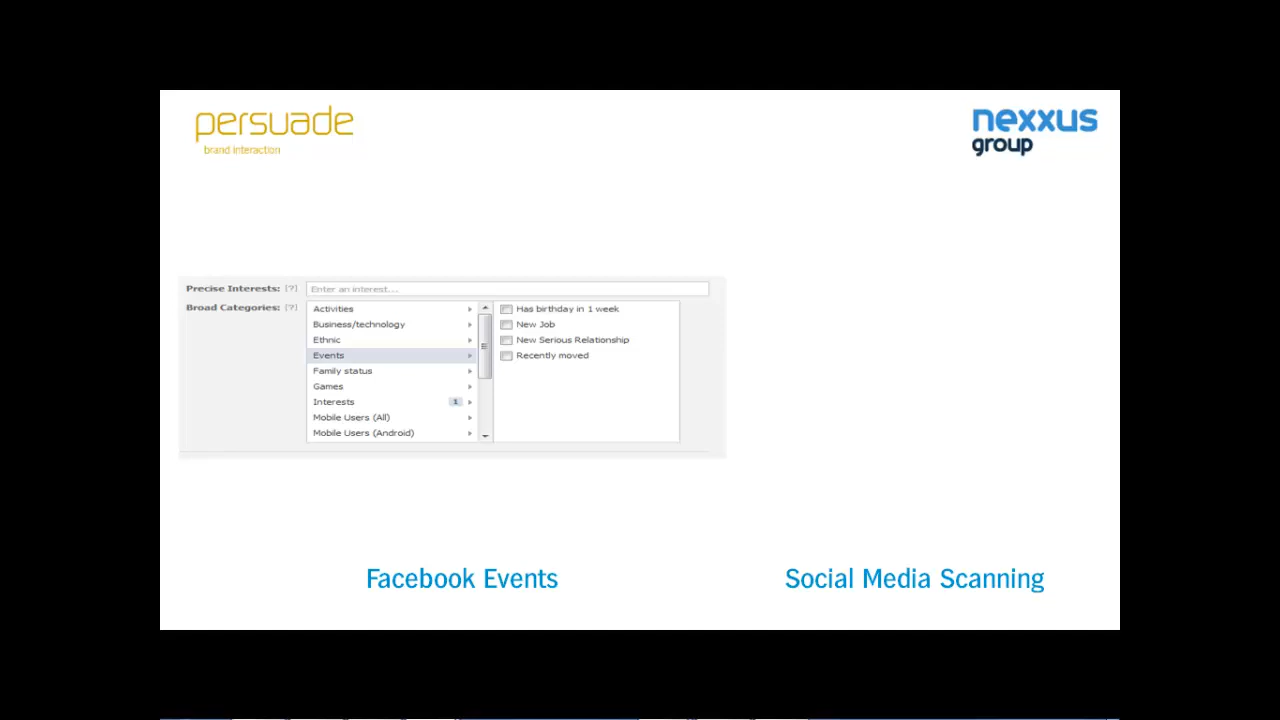 persuade
brand interaction
nexxus
group
Precise Interests: [?] Enter an interest...
Broad Categories: [?]
Activities
Business/technology
Ethnic
Events
Family status
Games
Interests 1
Mobile Users (All)
Mobile Users (Android)
Has birthday in 1 week
New Job
New Serious Relationship
Recently moved
Facebook Events
Social Media Scanning